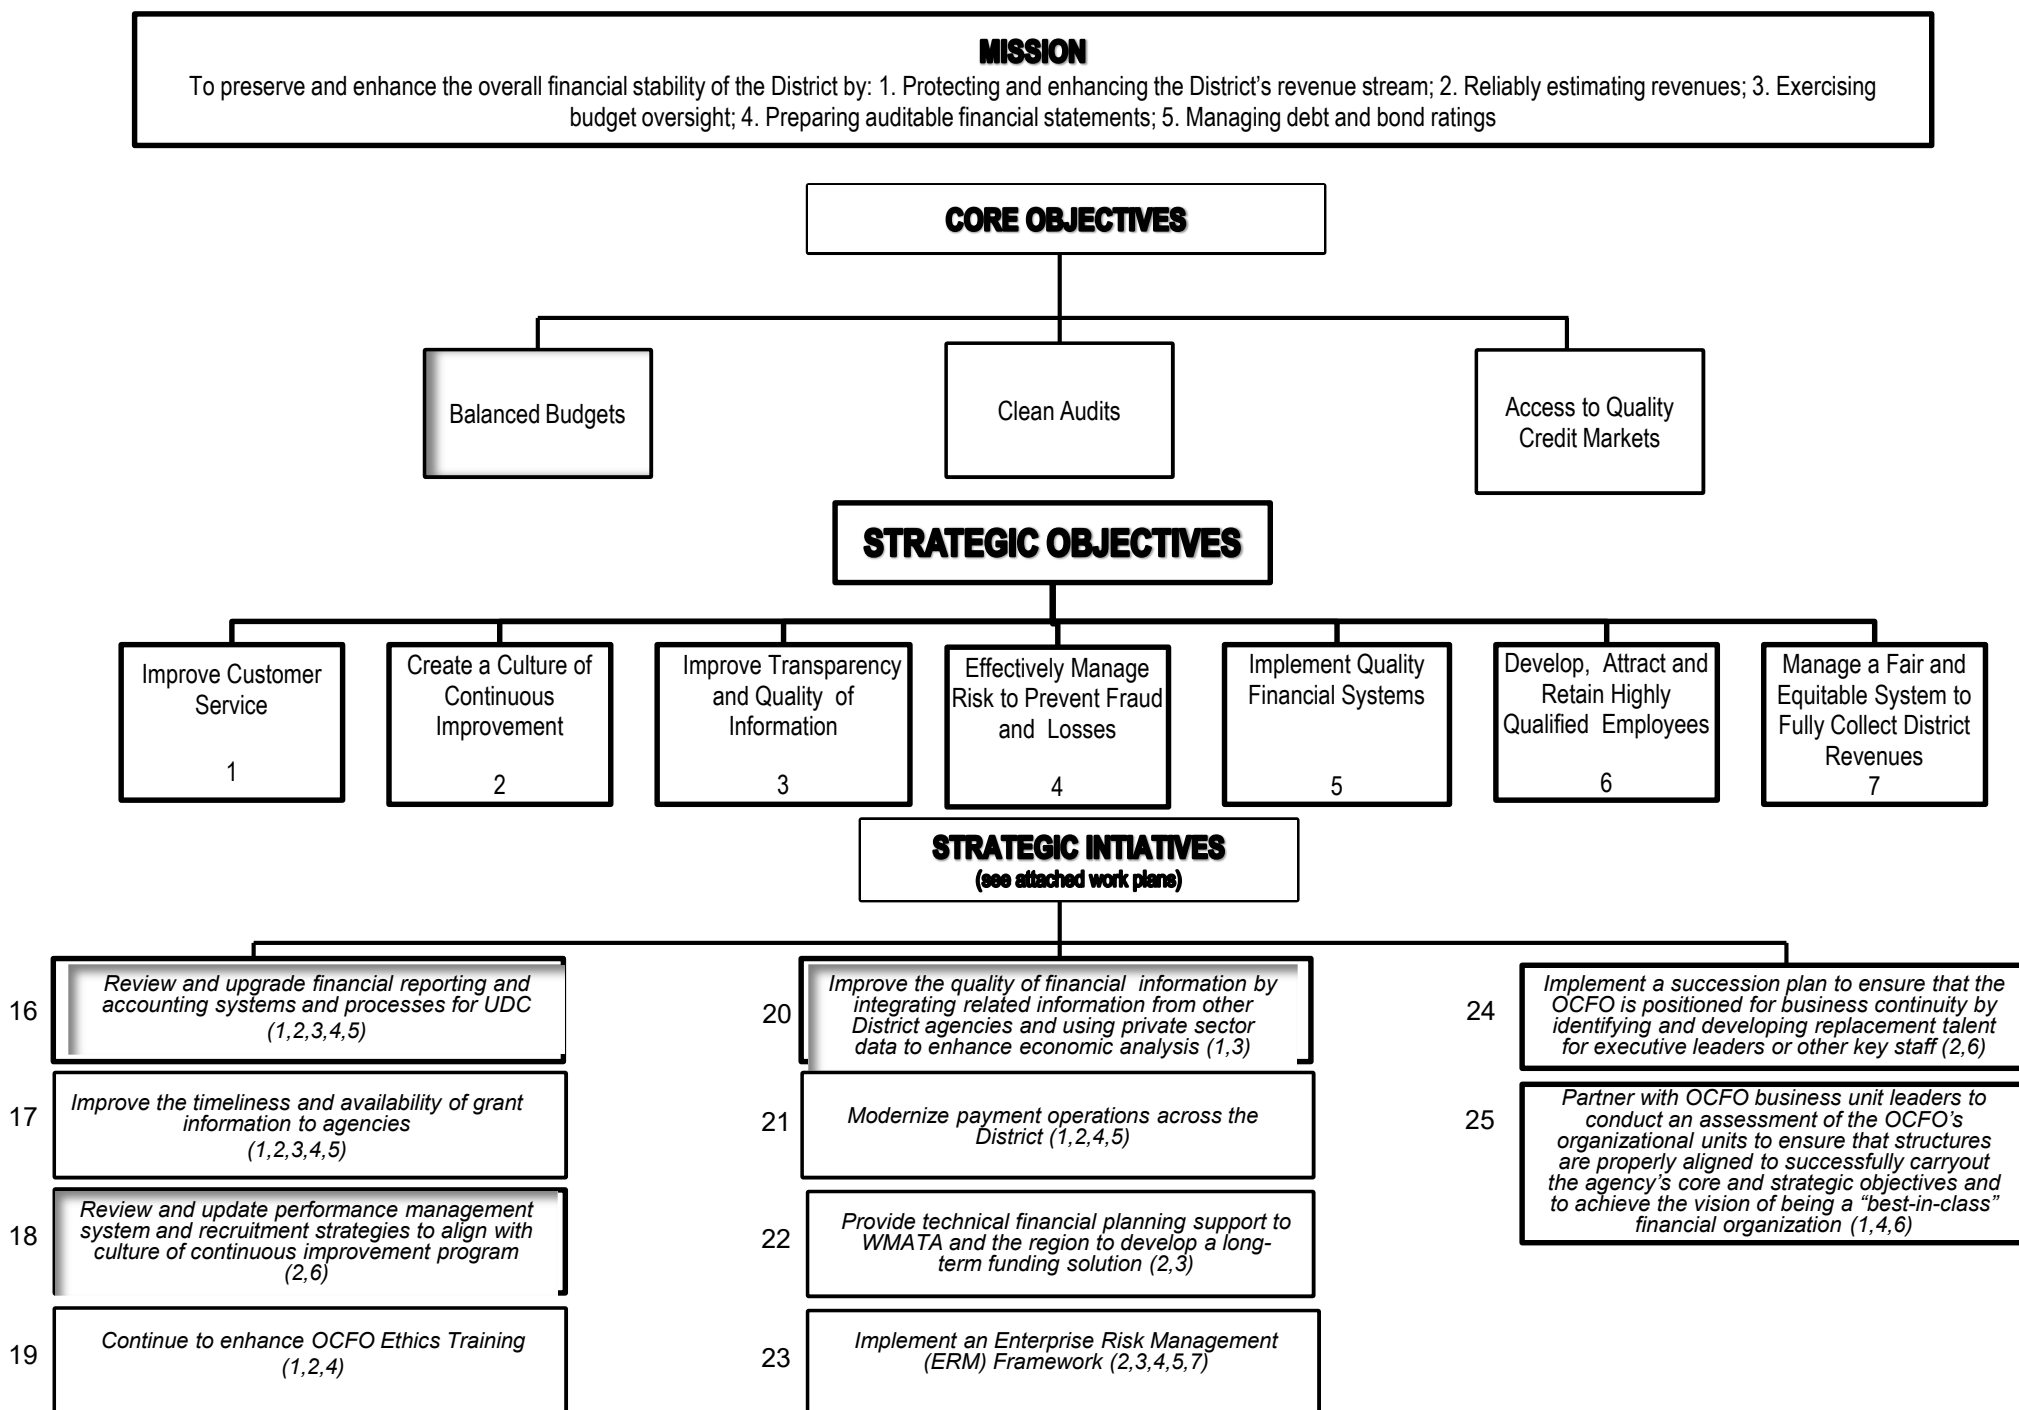 MISSION
To preserve and enhance the overall financial stability of the District by: 1. Protecting and enhancing the District’s revenue stream; 2. Reliably estimating revenues; 3. Exercising
budget oversight; 4. Preparing auditable financial statements; 5. Managing debt and bond ratings
CORE OBJECTIVES
Balanced Budgets
Clean Audits
Access to Quality
Credit Markets
STRATEGIC OBJECTIVES
Improve Customer
Service
1
Create a Culture of
Continuous
Improvement
2
Improve Transparency
and Quality of
Information
3
Effectively Manage
Risk to Prevent Fraud
and Losses
4
Implement Quality
Financial Systems
5
Develop, Attract and
Retain Highly
Qualified Employees
6
Manage a Fair and
Equitable System to
Fully Collect District
Revenues
7
STRATEGIC INTIATIVES
(see attached work plans)
16
Review and upgrade financial reporting and
accounting systems and processes for UDC
(1,2,3,4,5)
17
Improve the timeliness and availability of grant
information to agencies
(1,2,3,4,5)
18
Review and update performance management
system and recruitment strategies to align with
culture of continuous improvement program
(2,6)
19
Continue to enhance OCFO Ethics Training
(1,2,4)
20
Improve the quality of financial information by
integrating related information from other
District agencies and using private sector
data to enhance economic analysis (1,3)
21
Modernize payment operations across the
District (1,2,4,5)
22
Provide technical financial planning support to
WMATA and the region to develop a long-
term funding solution (2,3)
23
Implement an Enterprise Risk Management
(ERM) Framework (2,3,4,5,7)
24
Implement a succession plan to ensure that the
OCFO is positioned for business continuity by
identifying and developing replacement talent
for executive leaders or other key staff (2,6)
25
Partner with OCFO business unit leaders to
conduct an assessment of the OCFO’s
organizational units to ensure that structures
are properly aligned to successfully carryout
the agency’s core and strategic objectives and
to achieve the vision of being a “best-in-class”
financial organization (1,4,6)